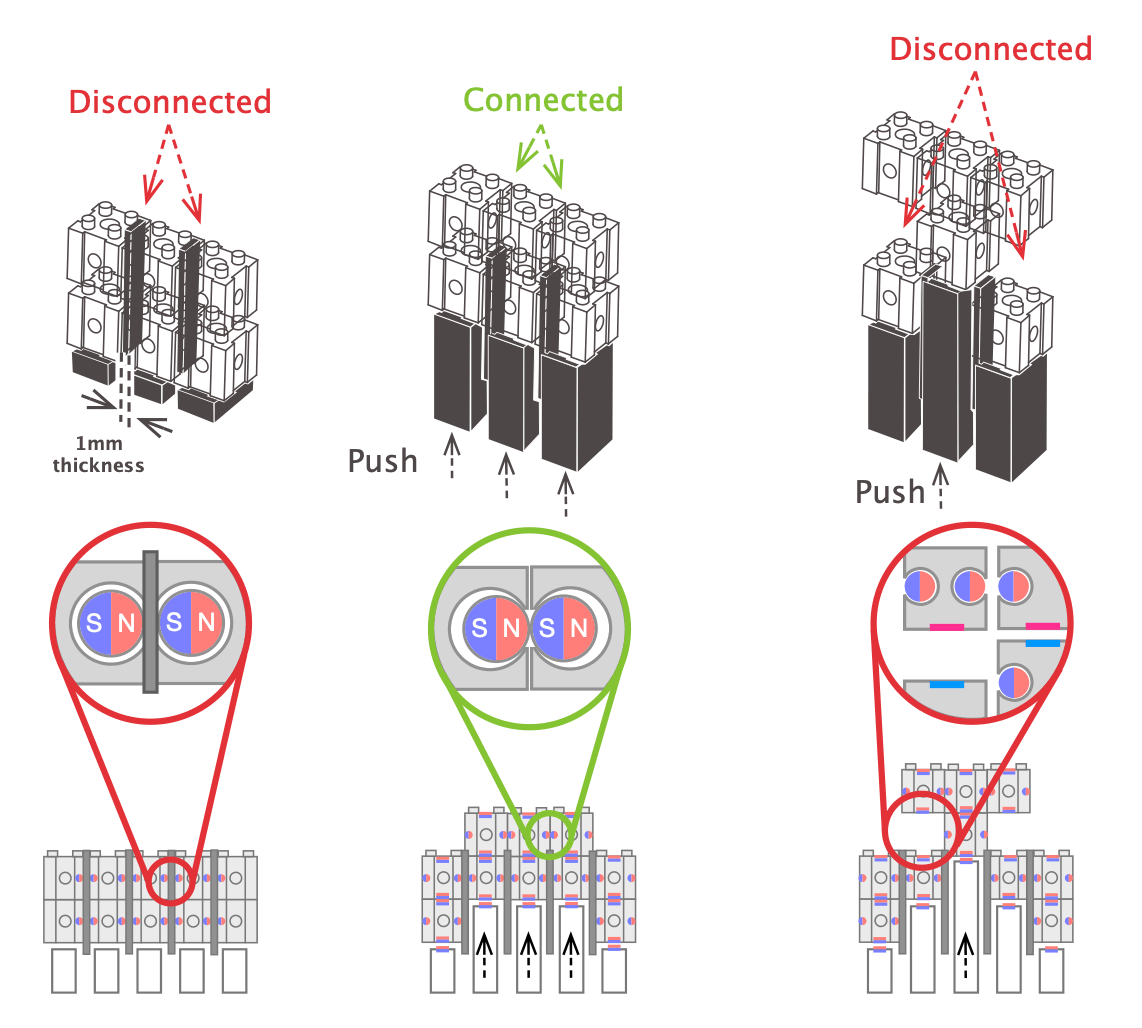 Disconnected
Connected
Disconnected
1mm
thickness
Push
Push
S N S N
S N S N